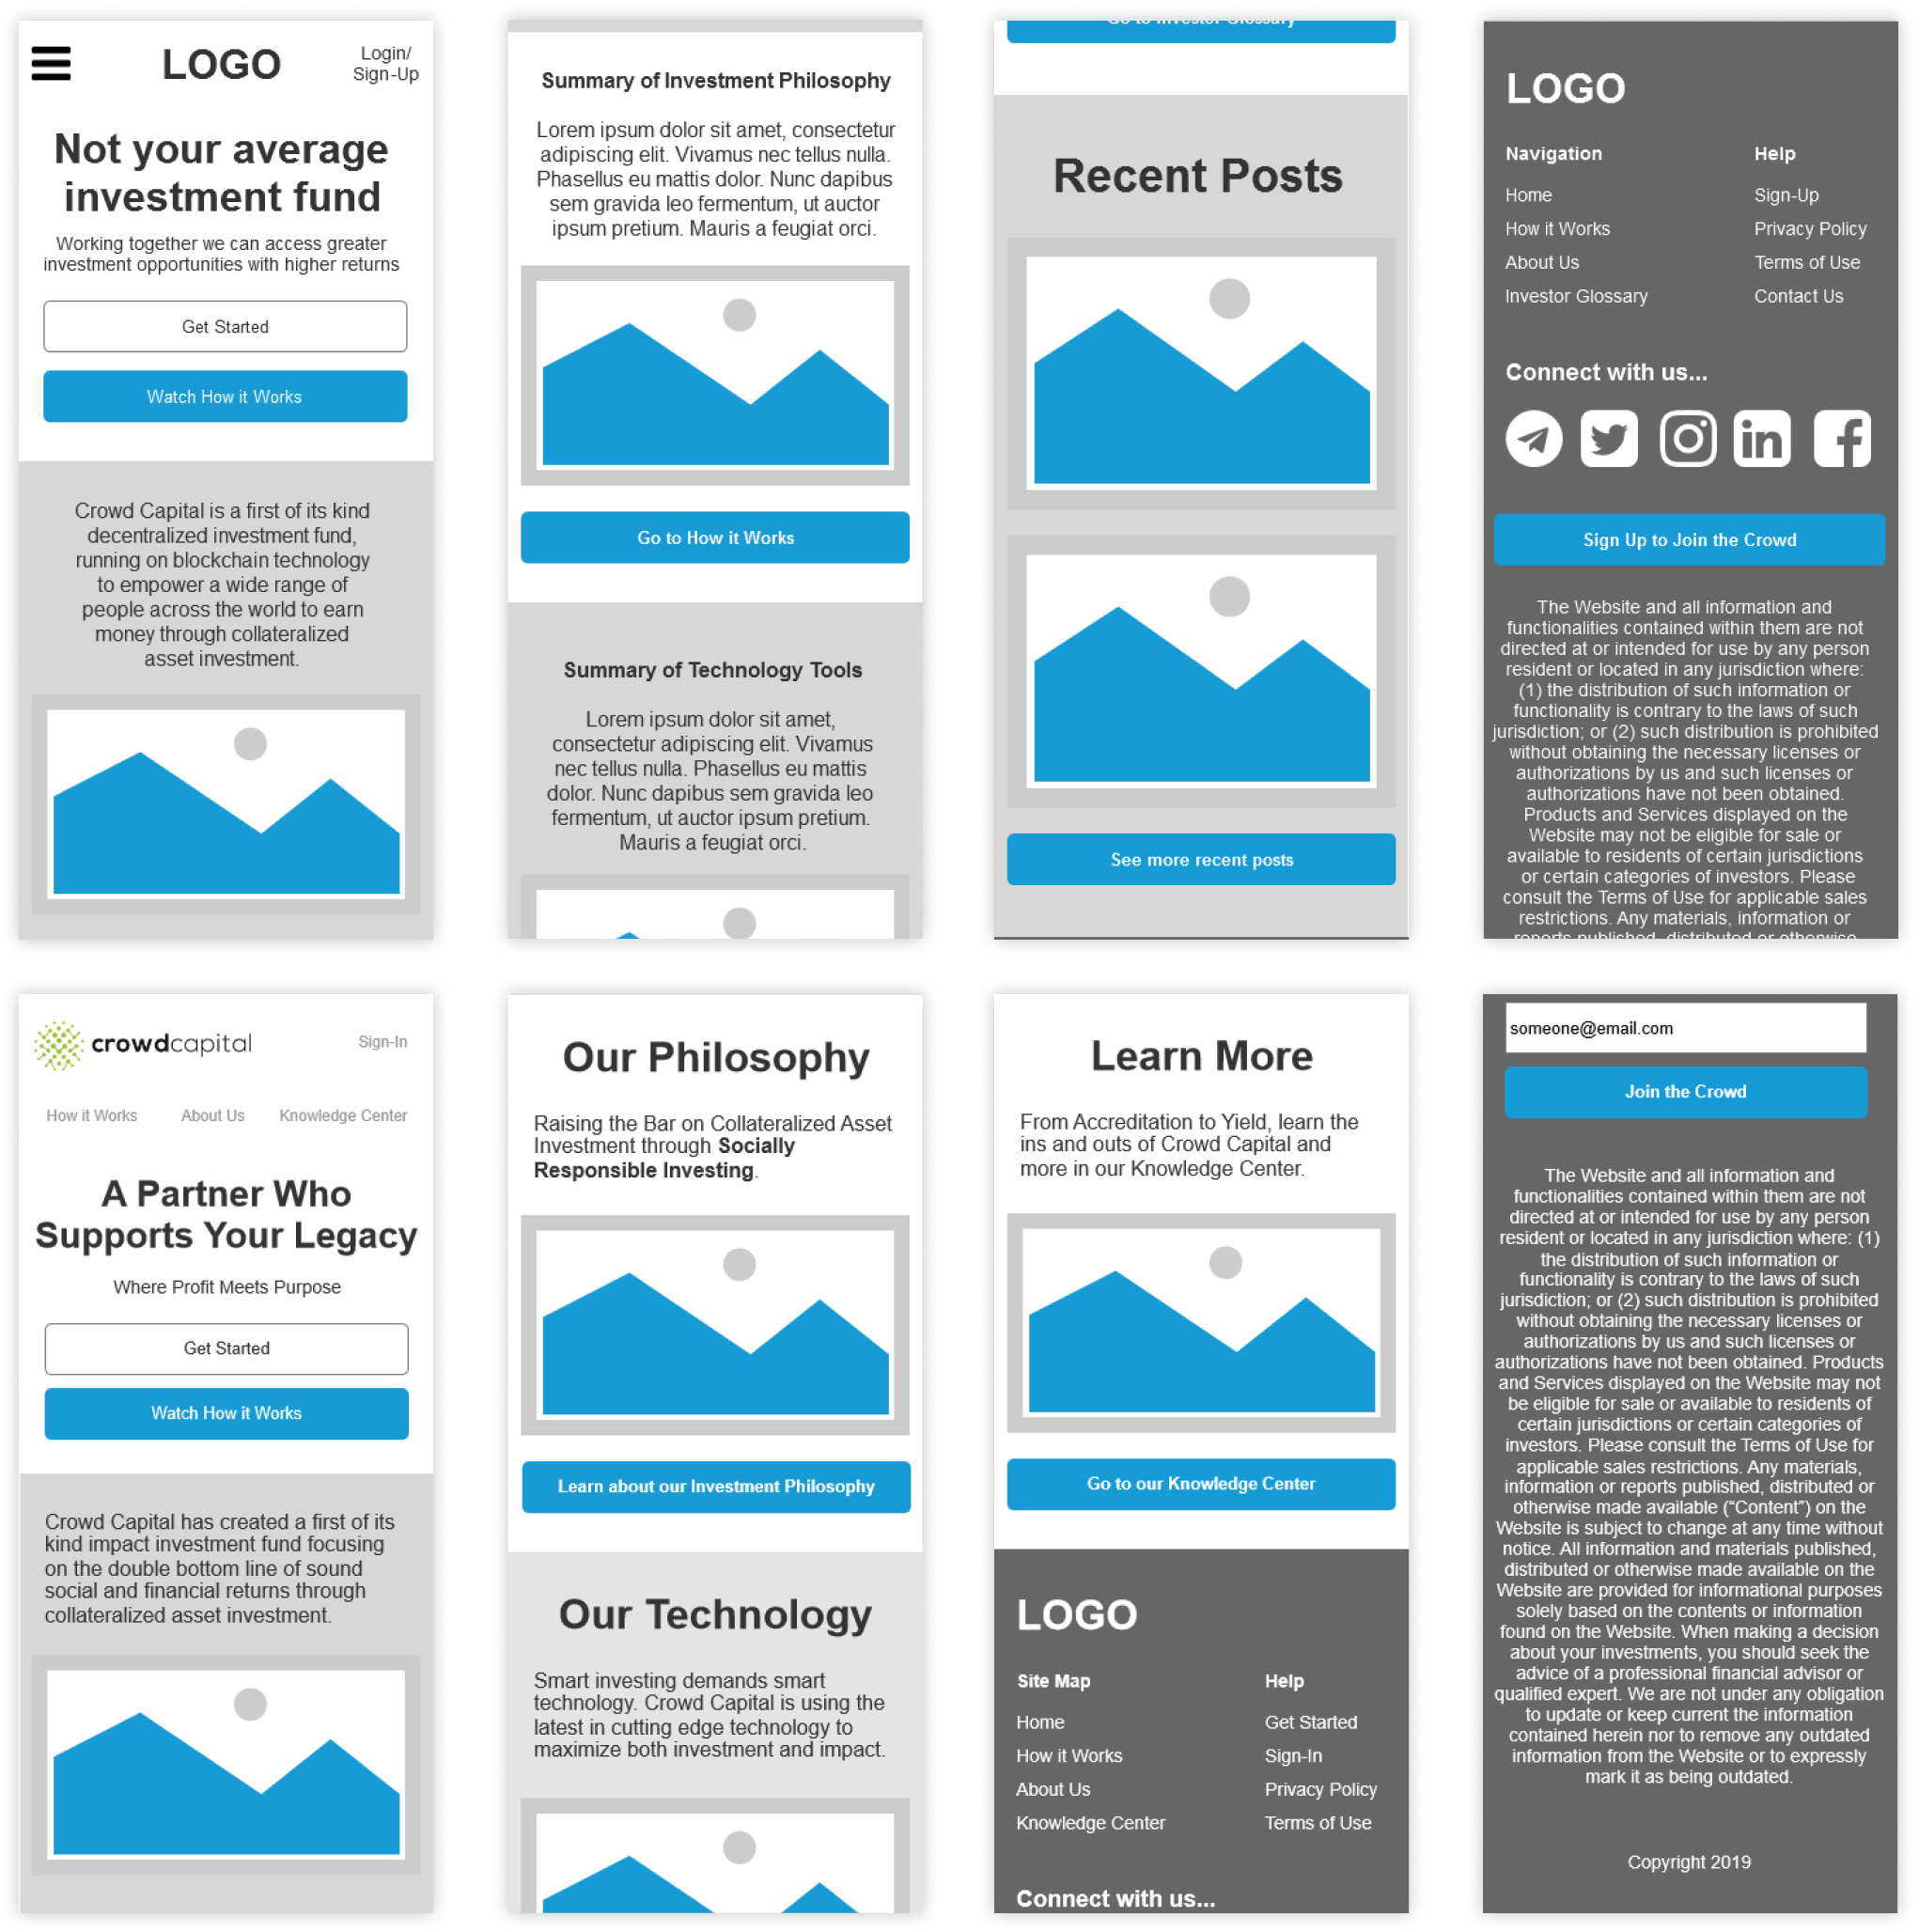 LOGO
Login/
Sign-Up
Not your average
investment fund
Working together we can access greater
investment opportunities with higher returns
Get Started
Watch How it Works
Crowd Capital is a first of its kind
decentralized investment fund,
running on blockchain technology
to empower a wide range of
people across the world to earn
money through collateralized
asset investment.
Summary of Investment Philosophy
Lorem ipsum dolor sit amet, consectetur
adipiscing elit. Vivamus nec tellus nulla.
Phasellus eu mattis dolor. Nunc dapibus
sem gravida leo fermentum, ut auctor
ipsum pretium. Mauris a feugiat orci.
Go to How it Works
Summary of Technology Tools
Lorem ipsum dolor sit amet,
consectetur adipiscing elit. Vivamus
nec tellus nulla. Phasellus eu mattis
dolor. Nunc dapibus sem gravida leo
fermentum, ut auctor ipsum pretium.
Mauris a feugiat orci.
Go to Investor Glossary
Recent Posts
See more recent posts
LOGO
Navigation
Home
How it Works
About Us
Investor Glossary
Help
Sign-Up
Privacy Policy
Terms of Use
Contact Us
Connect with us...
in
Sign Up to Join the Crowd
The Website and all information and
functionalities contained within them are not
directed at or intended for use by any person
resident or located in any jurisdiction where:
(1) the distribution of such information or
functionality is contrary to the laws of such
jurisdiction; or (2) such distribution is prohibited
without obtaining the necessary licenses or
authorizations by us and such licenses or
authorizations have not been obtained.
Products and Services displayed on the
Website may not be eligible for sale or
available to residents of certain jurisdictions
or certain categories of investors. Please
consult the Terms of Use for applicable sales
restrictions. Any materials, information or
reports published, distributed or otherwise
crowdcapital
Sign-In
How it Works
About Us
Knowledge Center
A Partner Who
Supports Your Legacy
Where Profit Meets Purpose
Get Started
Watch How it Works
Crowd Capital has created a first of its
kind impact investment fund focusing
on the double bottom line of sound
social and financial returns through
collateralized asset investment.
Our Philosophy
Raising the Bar on Collateralized Asset
Investment through Socially
Responsible Investing.
Learn about our Investment Philosophy
Our Technology
Smart investing demands smart
technology. Crowd Capital is using the
latest in cutting edge technology to
maximize both investment and impact.
Learn More
From Accreditation to Yield, learn the
ins and outs of Crowd Capital and
more in our Knowledge Center.
Go to our Knowledge Center
LOGO
Site Map
Home
How it Works
About Us
Knowledge Center
Help
Get Started
Sign-In
Privacy Policy
Terms of Use
Connect with us...
someone@email.com
Join the Crowd
The Website and all information and
functionalities contained within them are not
directed at or intended for use by any person
resident or located in any jurisdiction where: (1)
the distribution of such information or
functionality is contrary to the laws of such
jurisdiction; or (2) such distribution is prohibited
without obtaining the necessary licenses or
authorizations by us and such licenses or
authorizations have not been obtained. Products
and Services displayed on the Website may not
be eligible for sale or available to residents of
certain jurisdictions or certain categories of
investors. Please consult the Terms of Use for
applicable sales restrictions. Any materials,
information or reports published, distributed or
otherwise made available (“Content”) on the
Website is subject to change at any time without
notice. All information and materials published,
distributed or otherwise made available on the
Website are provided for informational purposes
solely based on the contents or information
found on the Website. When making a decision
about your investments, you should seek the
advice of a professional financial advisor or
qualified expert. We are not under any obligation
to update or keep current the information
contained herein nor to remove any outdated
information from the Website or to expressly
mark it as being outdated.
Copyright 2019